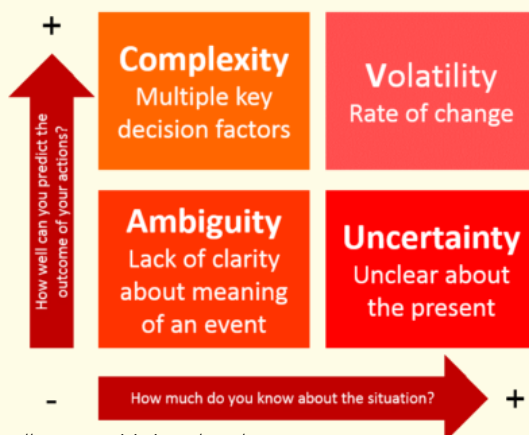 +
How well can you predict the
outcome of your actions?
Complexity
Multiple key
decision factors
Volatility
Rate of change
Ambiguity
Lack of clarity
about meaning
of an event
Uncertainty
Unclear about
the present
-
How much do you know about the situation?
+